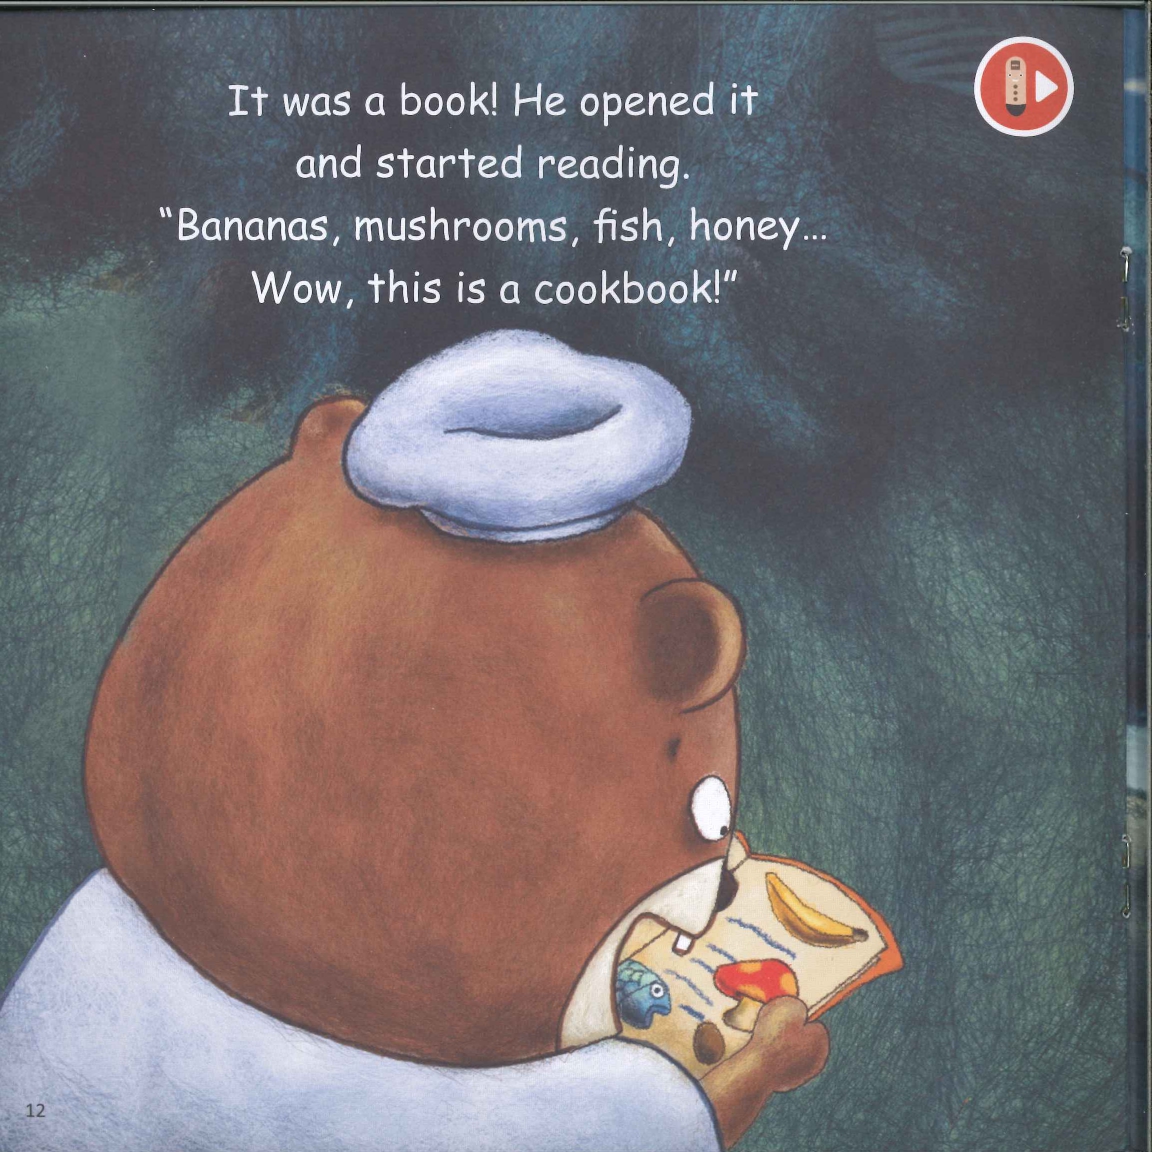 It was a book! He opened it
and started reading.
“Bananas, mushrooms, fish, honey...
Wow, this is a cookbook!”
12